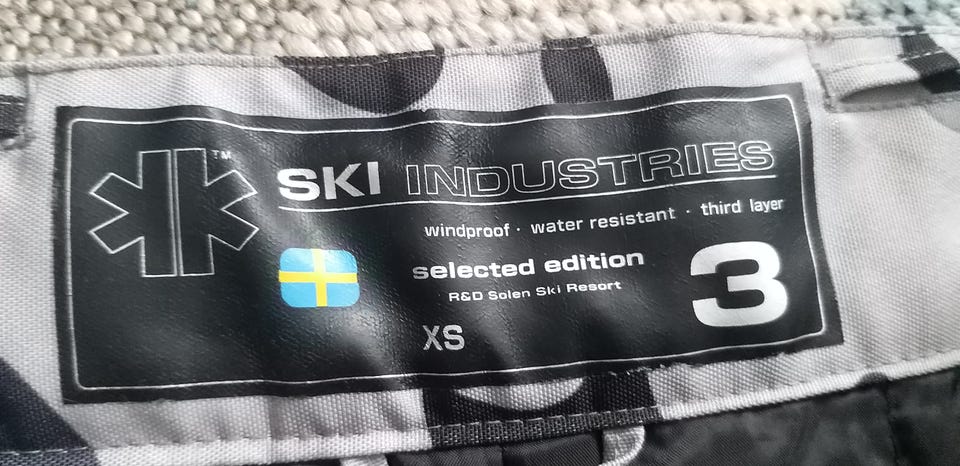 TM
SKI INDUSTRIES
windproof · water resistant · third layer
selected edition
R&D Solen Ski Resort
3
XS